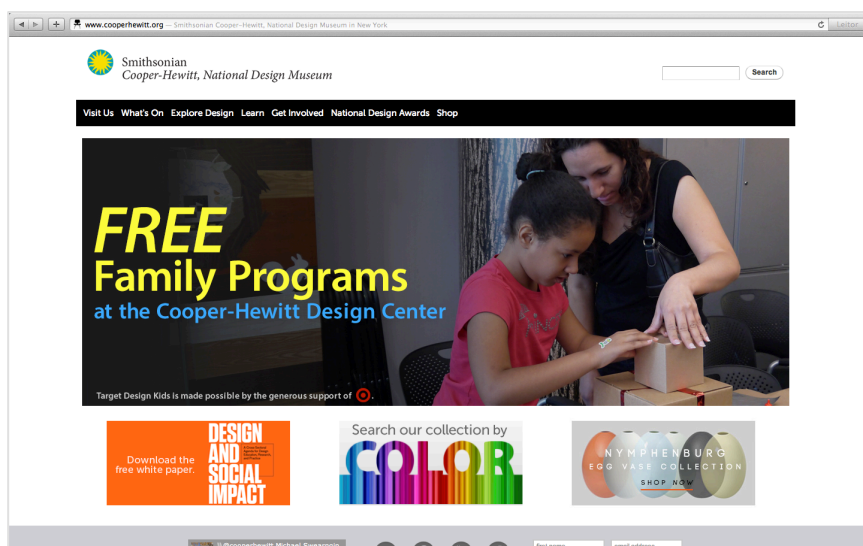 www.cooperhewitt.org — Smithsonian Cooper-Hewitt, National Design Museum in New York
Leitor
Smithsonian
Cooper-Hewitt, National Design Museum
Search
Visit Us What's On Explore Design Learn Get Involved National Design Awards Shop
FREE
Family Programs
at the Cooper-Hewitt Design Center
Target Design Kids is made possible by the generous support of .
Download the
free white paper.
DESIGN
AND
SOCIAL
IMPACT
Search our collection by
COLOR
NYMPHENBURG
EGG VASE COLLECTION
SHOP NOW